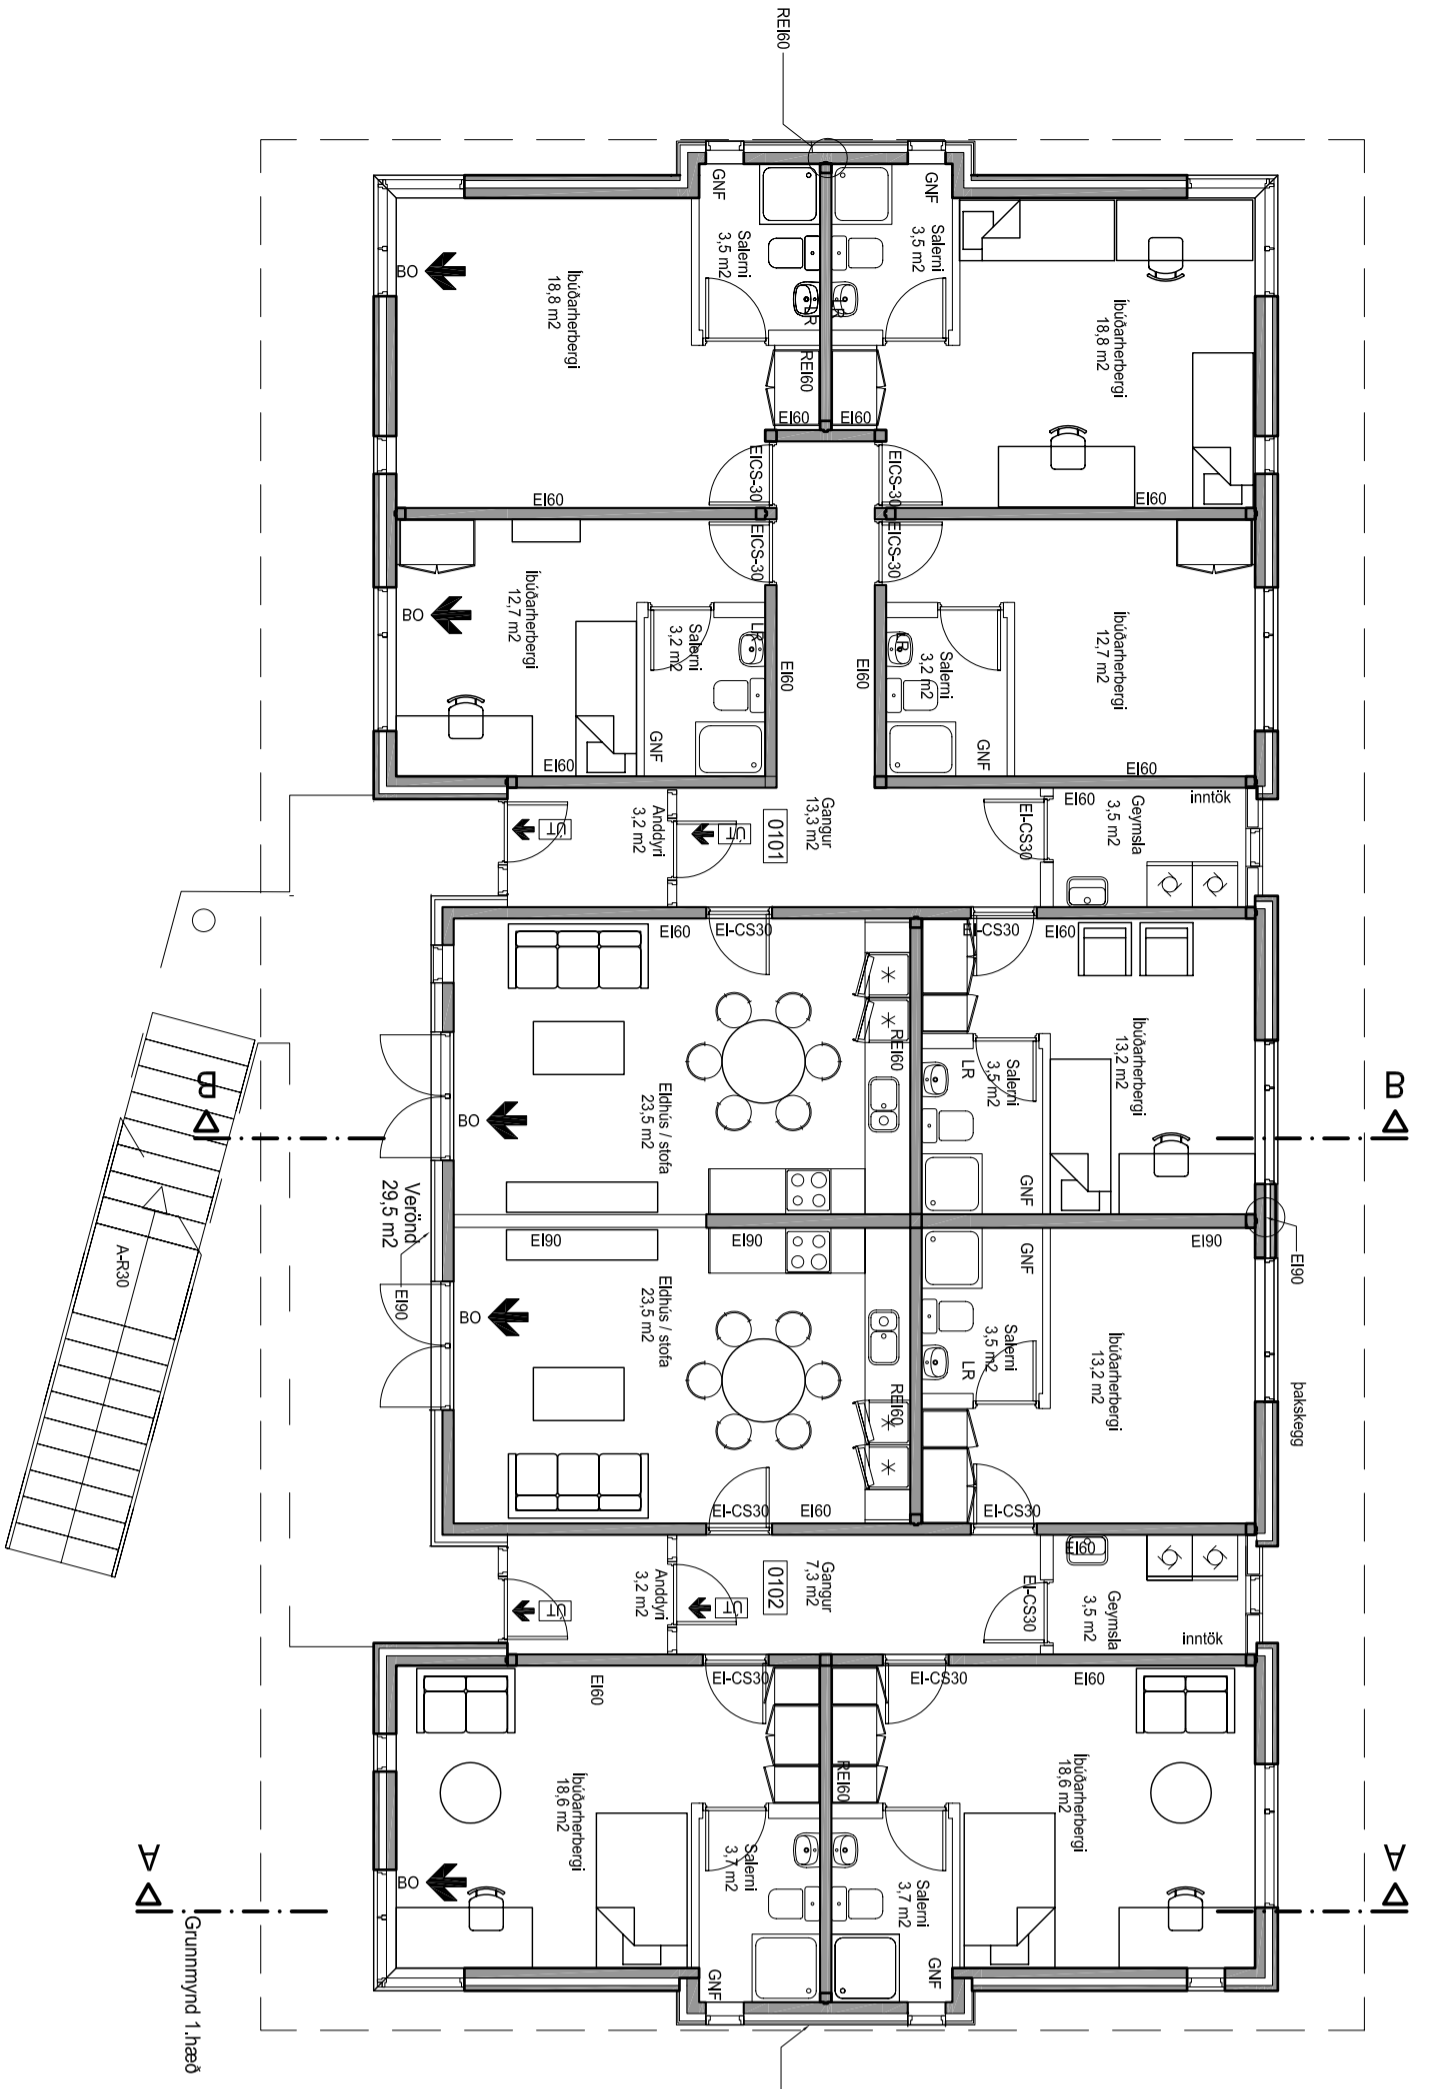 REI60
GNF
Salerni
3,5 m2
GNF
Salerni
3,5 m2
BO
Íbúðarherbergi
18,8 m2
Íbúðarherbergi
18,8 m2
LR
LR
REI60
EI60
EI60
EICS-30
EICS-30
EI60
EI60
EICS-30
EICS-30
BO
Íbúðarherbergi
12,7 m2
Salerni
3,2 m2
LR
EI60
EI60
LR
Salerni
3,2 m2
Íbúðarherbergi
12,7 m2
GNF
GNF
EI60
EI60
ÚT
Anddyri
3,2 m2
ÚT
0101
Gangur
13,3 m2
EI-CS30
EI60
Geymsla
3,5 m2
inntök
EI60
EI-CS30
EI-CS30
EI60
REI60
LR
Salerni
3,5 m2
Íbúðarherbergi
13,2 m2
B
B
BO
Eldhús / stofa
23,5 m2
GNF
Verönd
29,5 m2
EI90
EI90
EI90
GNF
EI90
EI90
A-R30
BO
Eldhús / stofa
23,5 m2
Salerni
3,5 m2
LR
Íbúðarherbergi
13,2 m2
þakskegg
REI60
EI-CS30
EI60
EI-CS30
EI60
ÚT
Anddyri
3,2 m2
ÚT
0102
Gangur
7,3 m2
EI-CS30
Geymsla
3,5 m2
inntök
EI60
EI-CS30
EI-CS30
EI60
Íbúðarherbergi
18,6 m2
REI60
Íbúðarherbergi
18,6 m2
BO
Salerni
3,7 m2
Salerni
3,7 m2
GNF
GNF
A
A
Grunnmynd 1.hæð